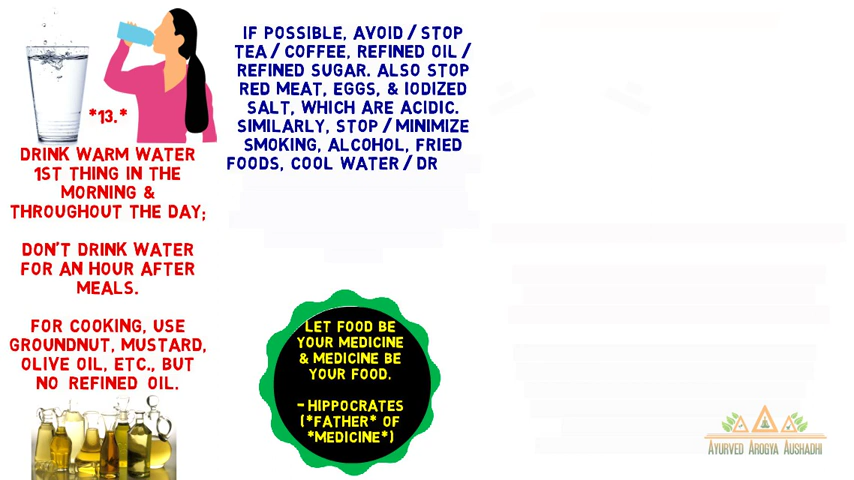 *13.*
DRINK WARM WATER
1ST THING IN THE
MORNING &
THROUGHOUT THE DAY;
DON'T DRINK WATER
FOR AN HOUR AFTER
MEALS.
FOR COOKING, USE
GROUNDNUT, MUSTARD,
OLIVE OIL, ETC., BUT
NO REFINED OIL.
IF POSSIBLE, AVOID / STOP
TEA / COFFEE, REFINED OIL /
REFINED SUGAR. ALSO STOP
RED MEAT, EGGS, & IODIZED
SALT, WHICH ARE ACIDIC.
SIMILARLY, STOP / MINIMIZE
SMOKING, ALCOHOL, FRIED
FOODS, COOL WATER / DR
LET FOOD BE
YOUR MEDICINE
& MEDICINE BE
YOUR FOOD.
- HIPPOCRATES
(*FATHER* OF
*MEDICINE*)
AYURVED AROGYA AUSHADHI